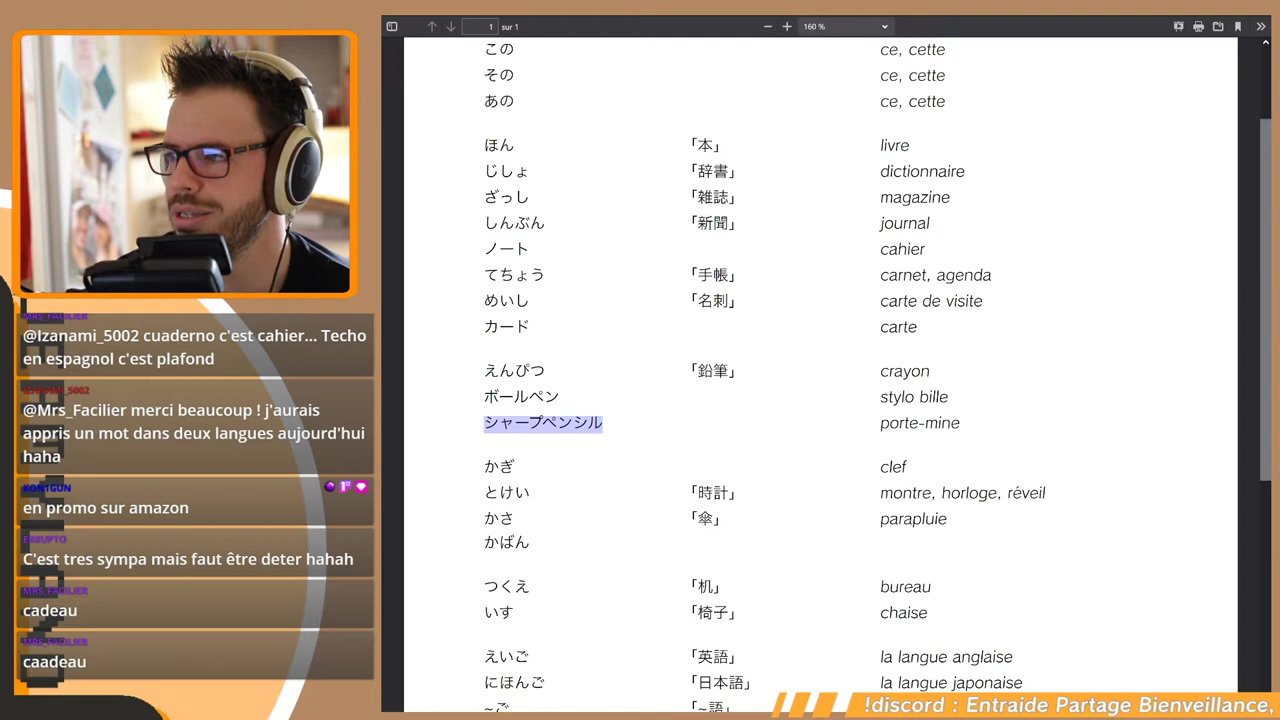 1 sur 1
160 %
この ce, cette
その ce, cette
あの ce, cette
ほん 「本」 livre
じしょ 「辞書」 dictionnaire
ざっし 「雑誌」 magazine
しんぶん 「新聞」 journal
ノート cahier
てちょう 「手帳」 carnet, agenda
めいし 「名刺」 carte de visite
カード carte
えんぴつ 「鉛筆」 crayon
ボールペン stylo bille
シャープペンシル porte-mine
かぎ clef
とけい 「時計」 montre, horloge, réveil
かさ 「傘」 parapluie
かばん
つくえ 「机」 bureau
いす 「椅子」 chaise
えいご 「英語」 la langue anglaise
にほんご 「日本語」 la langue japonaise
~ご 「~語」
MRS_FACILIER
@Izanami_5002 cuaderno c'est cahier... Techo
en espagnol c'est plafond
IZANAMI_5002
@Mrs_Facilier merci beaucoup ! j'aurais
appris un mot dans deux langues aujourd'hui
haha
KON1GUN
en promo sur amazon
ERRUPTO
C'est tres sympa mais faut être deter hahah
MRS_FACILIER
cadeau
MRS_FACILIER
caadeau
!discord : Entraide Partage Bienveillance,